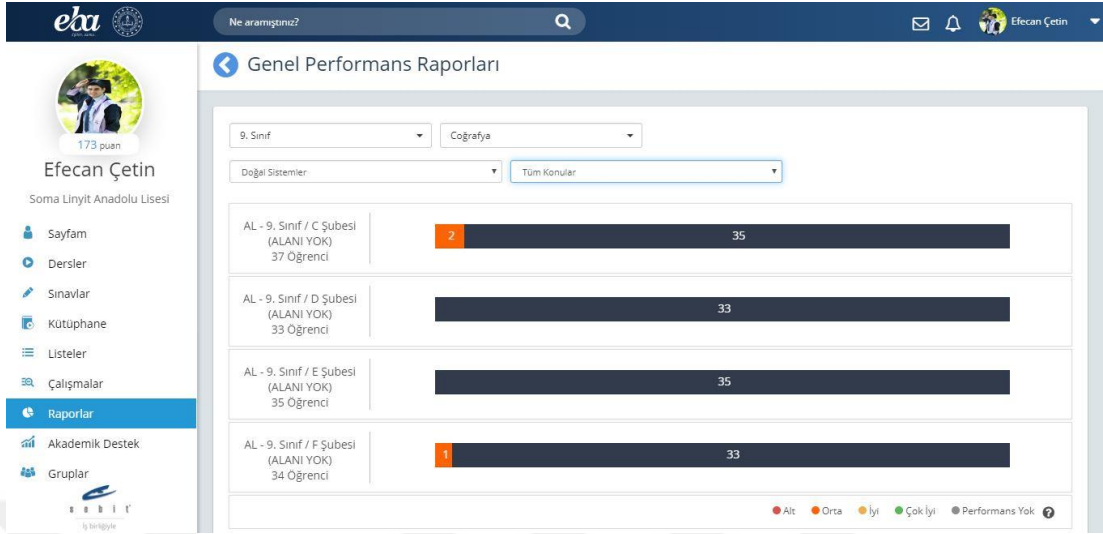 eba
Ne aramıştınız?
Efecan Çetin
Genel Performans Raporları
173 puan
Efecan Çetin
Soma Linyit Anadolu Lisesi
Sayfam
Dersler
Sınavlar
Kütüphane
Listeler
Çalışmalar
Raporlar
Akademik Destek
Gruplar
sebit
iş birliğiyle
9. Sınıf
Coğrafya
Doğal Sistemler
Tüm Konular
AL - 9. Sınıf / C Şubesi
(ALANI YOK)
37 Öğrenci
2
35
AL - 9. Sınıf / D Şubesi
(ALANI YOK)
33 Öğrenci
33
AL - 9. Sınıf / E Şubesi
(ALANI YOK)
35 Öğrenci
35
AL - 9. Sınıf / F Şubesi
(ALANI YOK)
34 Öğrenci
1
33
Alt Orta İyi Çok İyi Performans Yok ?